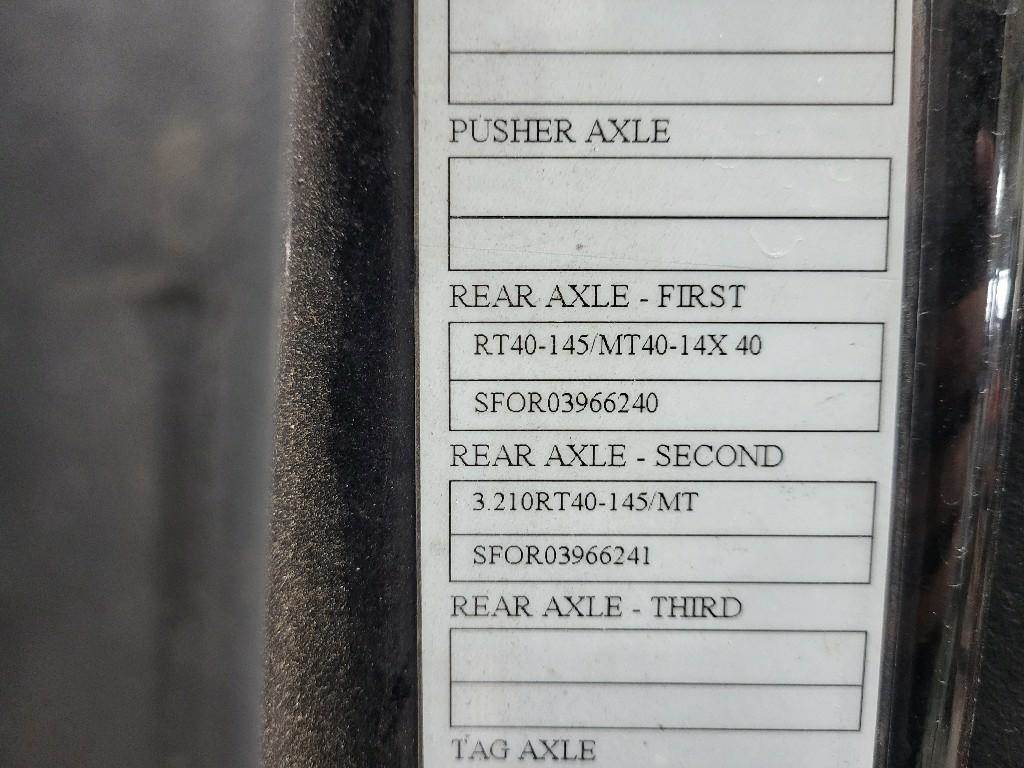 PUSHER AXLE
REAR AXLE - FIRST
RT40-145/MT40-14X 40
SFOR03966240
REAR AXLE - SECOND
3.210RT40-145/MT
SFOR03966241
REAR AXLE - THIRD
TAG AXLE